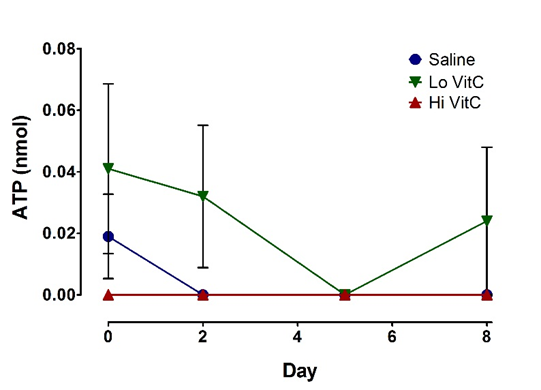 0.08
0.06
0.04
0.02
0.00
ATP (nmol)
Saline
Lo VitC
Hi VitC
0 2 4 6 8
Day